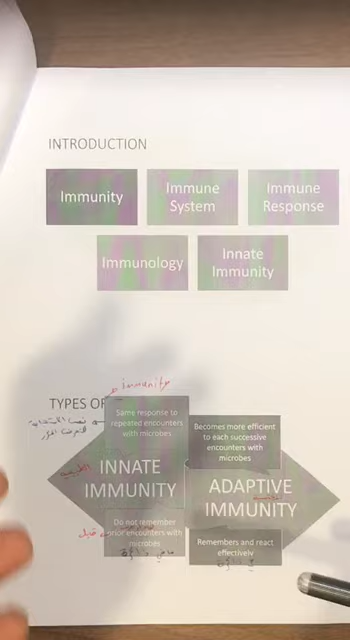 INTRODUCTION
Immunity
Immune
System
Immune
Response
Immunology
Innate
Immunity
immunity
TYPES OF
Same response to
repeated encounters
with microbes
Becomes more efficient
to each successive
encounters with
microbes
INNATE
IMMUNITY
ADAPTIVE
IMMUNITY
Do not remember
prior encounters with
microbes
Remembers and react
effectively